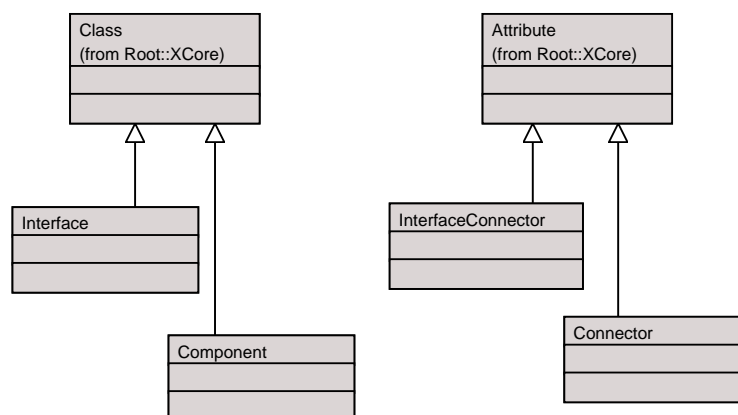 Class
(from Root::XCore)
Attribute
(from Root::XCore)
Interface
InterfaceConnector
Component
Connector